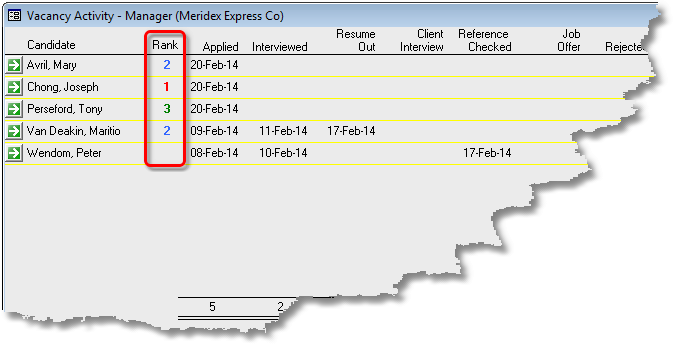 Vacancy Activity - Manager (Meridex Express Co)
Candidate Rank Applied Interviewed Resume Out Client Interview Reference Checked Job Offer
Avril, Mary 2 20-Feb-14
Chong, Joseph 1 20-Feb-14
Perseford, Tony 3 20-Feb-14
Van Deakin, Maritio 2 09-Feb-14 11-Feb-14 17-Feb-14
Wendom, Peter 08-Feb-14 10-Feb-14 17-Feb-14
5 2